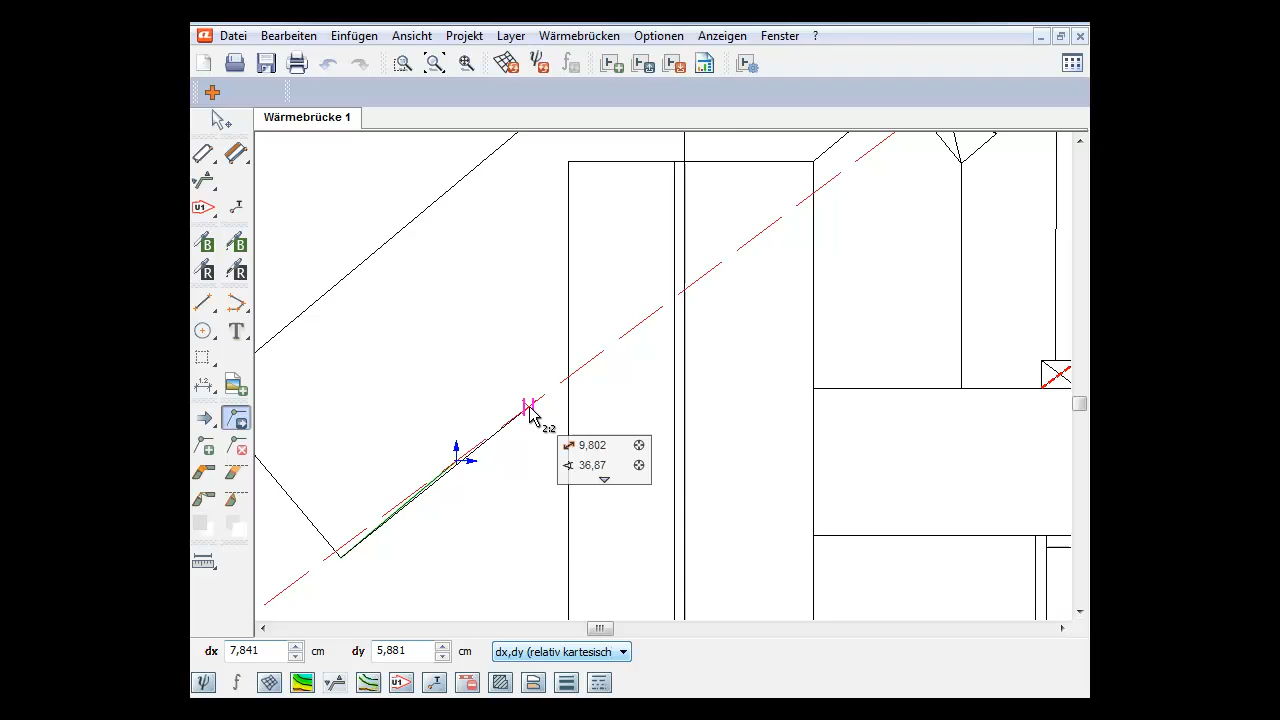 Datei Bearbeiten Einfügen Ansicht Projekt Layer Wärmebrücken Optionen Anzeigen Fenster ?
Wärmebrücke 1
U1
B B
R R
T
1.2
2:2
9,802
36,87
dx 7,841 cm dy 5,881 cm dx,dy (relativ kartesisch
ψ f U1 T